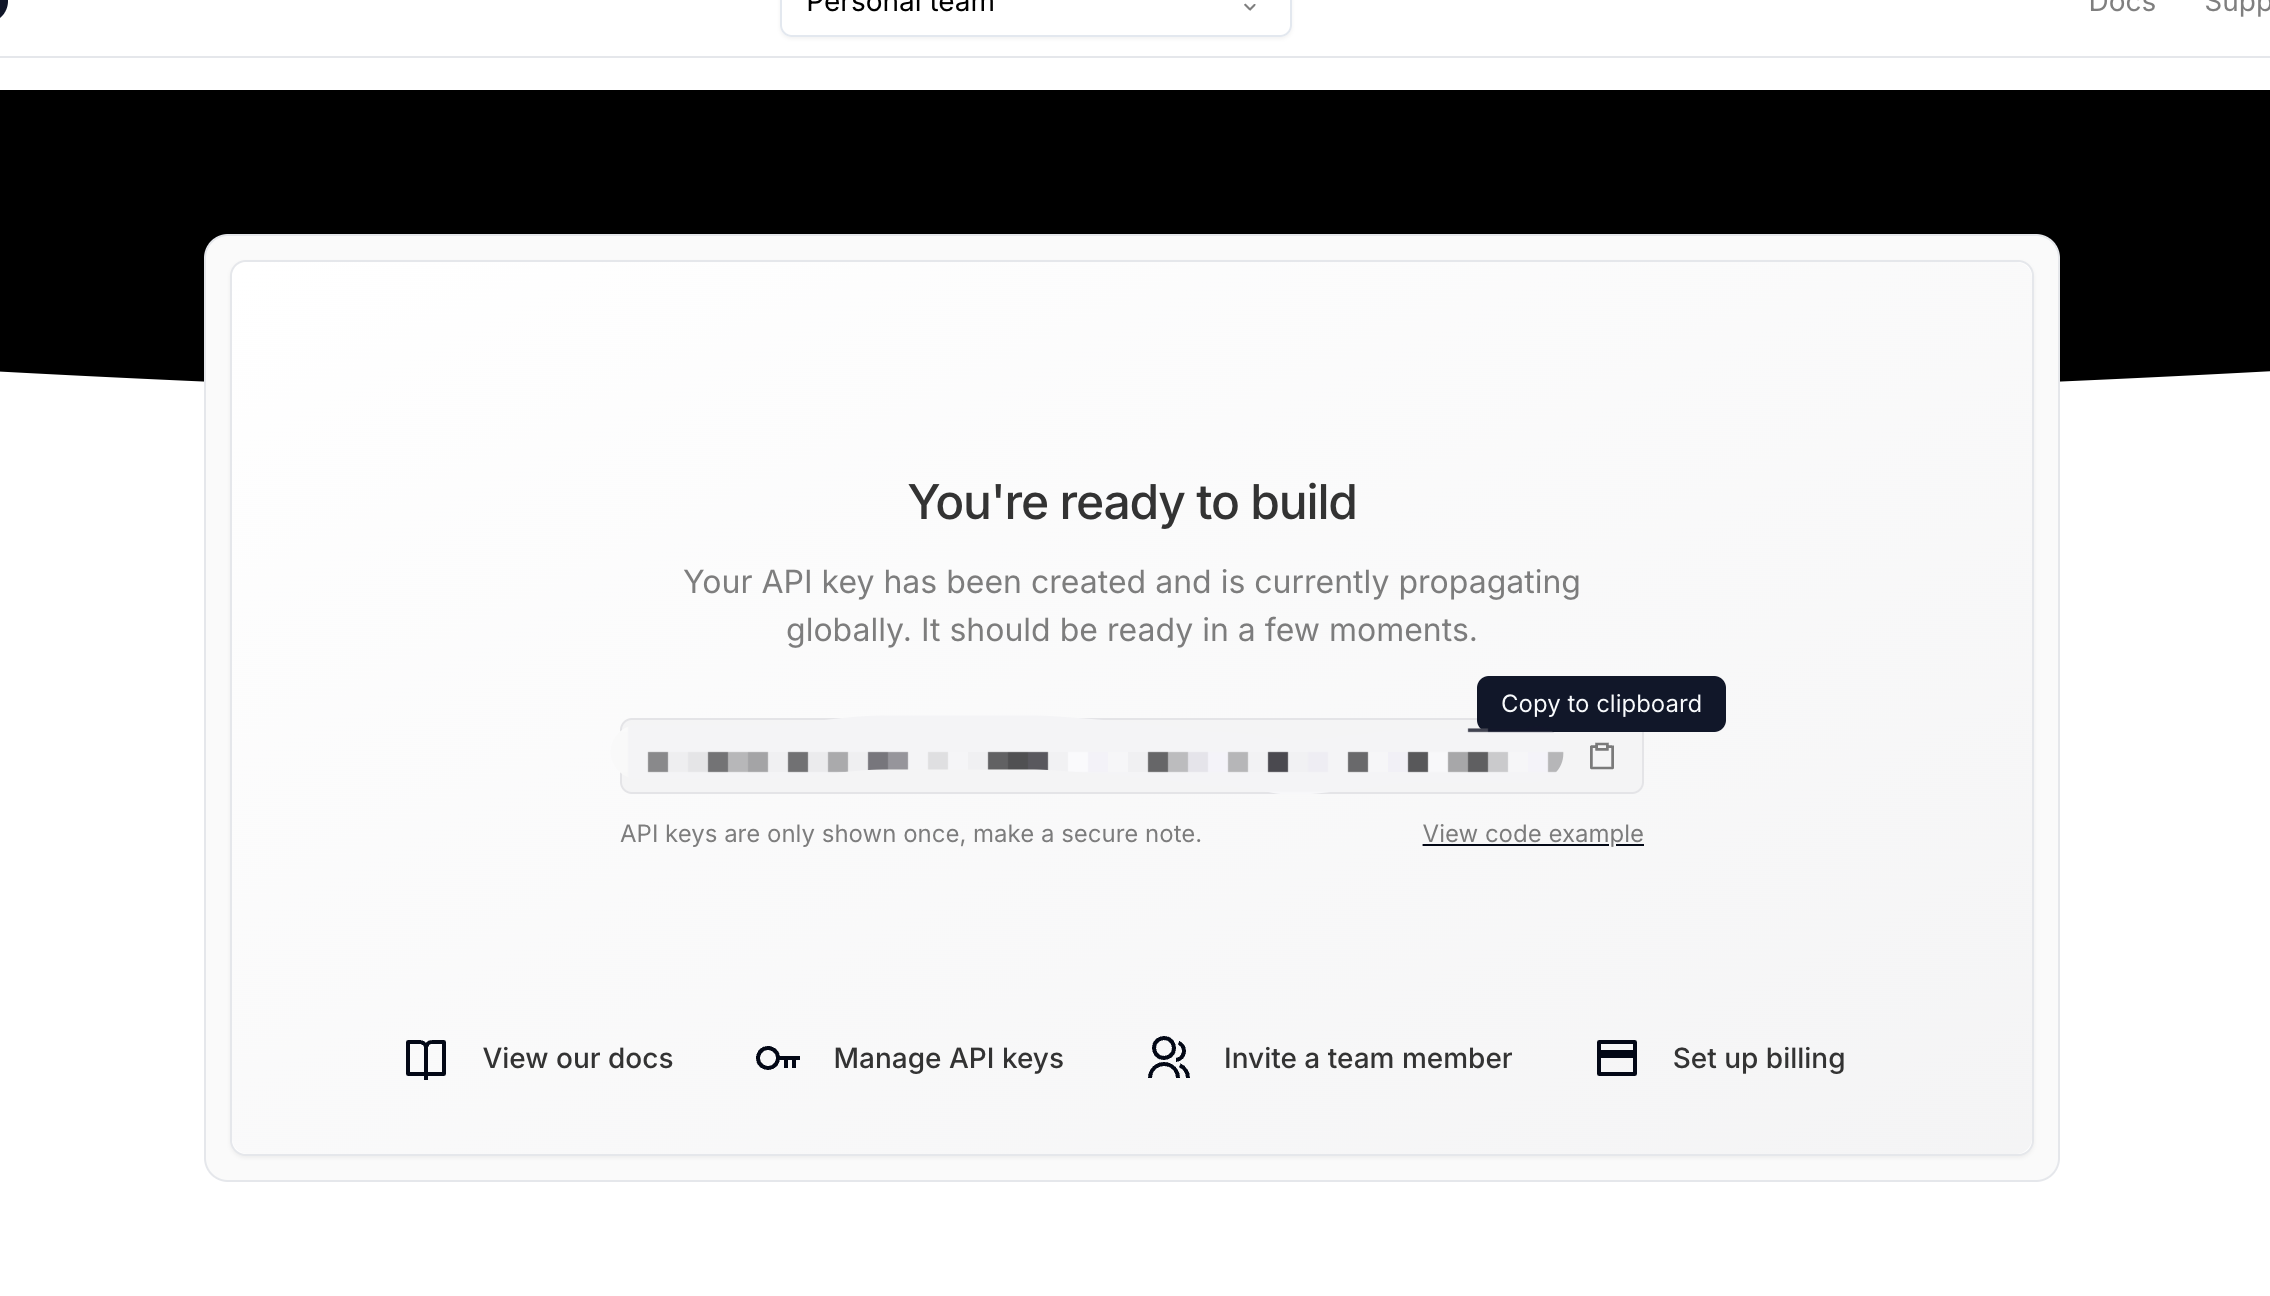 Personal team
Docs
You're ready to build
Your API key has been created and is currently propagating
globally. It should be ready in a few moments.
Copy to clipboard
API keys are only shown once, make a secure note.
View code example
View our docs
Manage API keys
Invite a team member
Set up billing